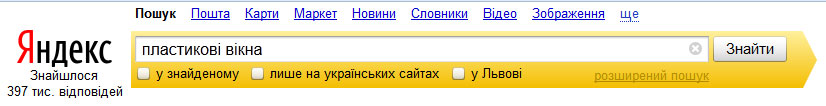 Пошук Пошта Карти Маркет Новини Словники Відео Зображення ще
Яндекс
пластикові вікна Знайти
Знайшлося
397 тис. відповідей
у знайденому лише на українських сайтах у Львові розширений пошук